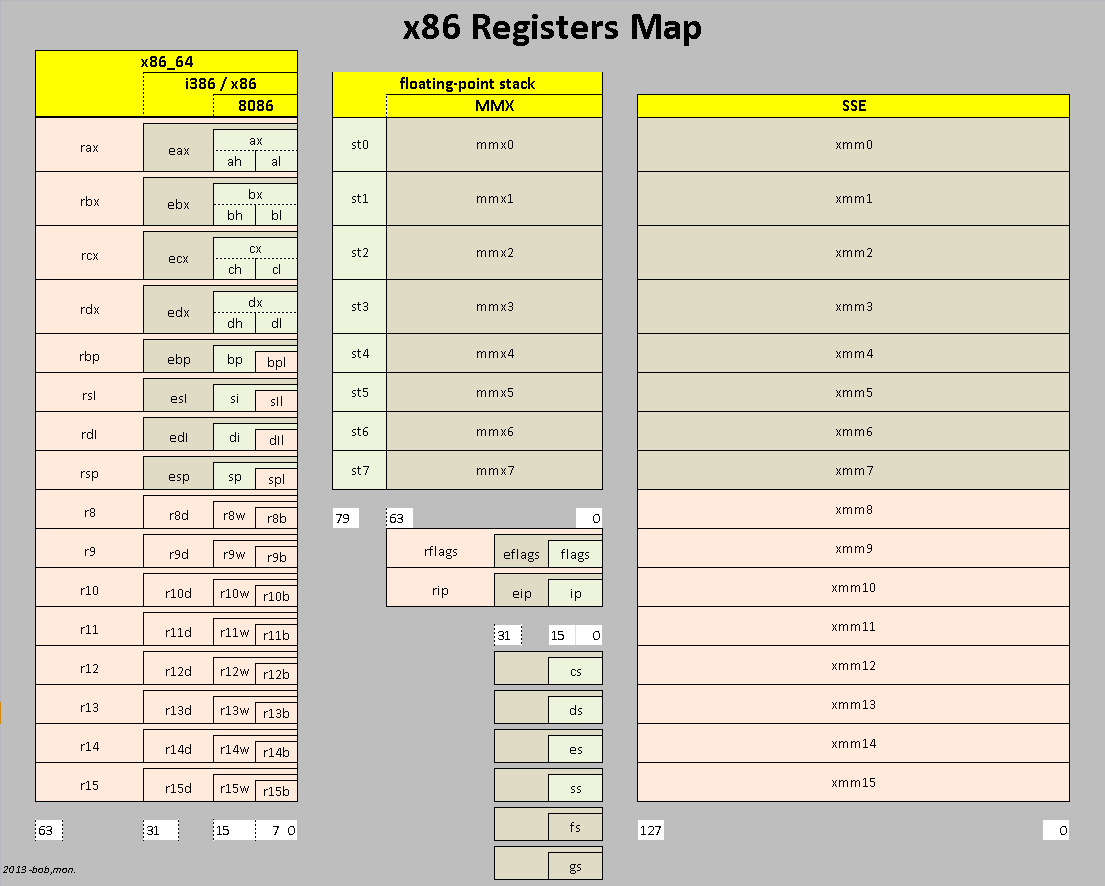 x86 Registers Map
x86_64
i386 / x86
8086
rax eax ax
ah al
rbx ebx bx
bh bl
rcx ecx cx
ch cl
rdx edx dx
dh dl
rbp ebp bp bpl
rsI esI si sIl
rdI edI di dIl
rsp esp sp spl
r8 r8d r8w r8b
r9 r9d r9w r9b
r10 r10d r10w r10b
r11 r11d r11w r11b
r12 r12d r12w r12b
r13 r13d r13w r13b
r14 r14d r14w r14b
r15 r15d r15w r15b
63 31 15 7 0
floating-point stack
MMX
st0 mmx0
st1 mmx1
st2 mmx2
st3 mmx3
st4 mmx4
st5 mmx5
st6 mmx6
st7 mmx7
79 63 0
rflags eflags flags
rip eip ip
31 15 0
cs
ds
es
ss
fs
gs
SSE
xmm0
xmm1
xmm2
xmm3
xmm4
xmm5
xmm6
xmm7
xmm8
xmm9
xmm10
xmm11
xmm12
xmm13
xmm14
xmm15
127 0
2013 -bob,mon.